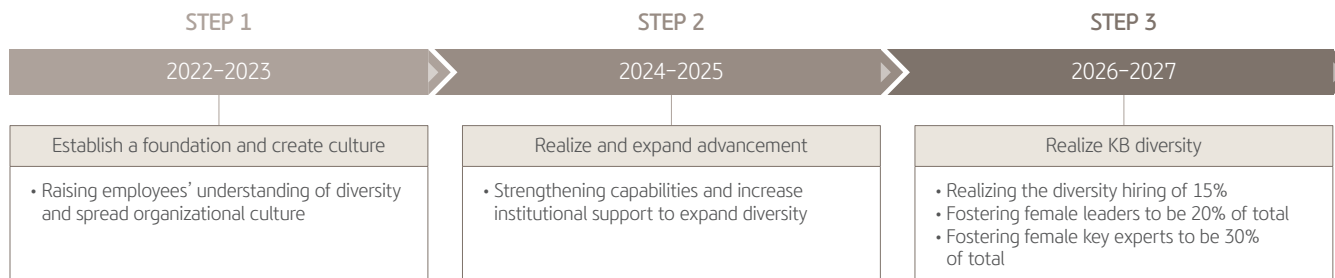 STEP 1
2022–2023
Establish a foundation and create culture
• Raising employees’ understanding of diversity
and spread organizational culture
STEP 2
2024–2025
Realize and expand advancement
• Strengthening capabilities and increase
institutional support to expand diversity
STEP 3
2026–2027
Realize KB diversity
• Realizing the diversity hiring of 15%
• Fostering female leaders to be 20% of total
• Fostering female key experts to be 30%
of total